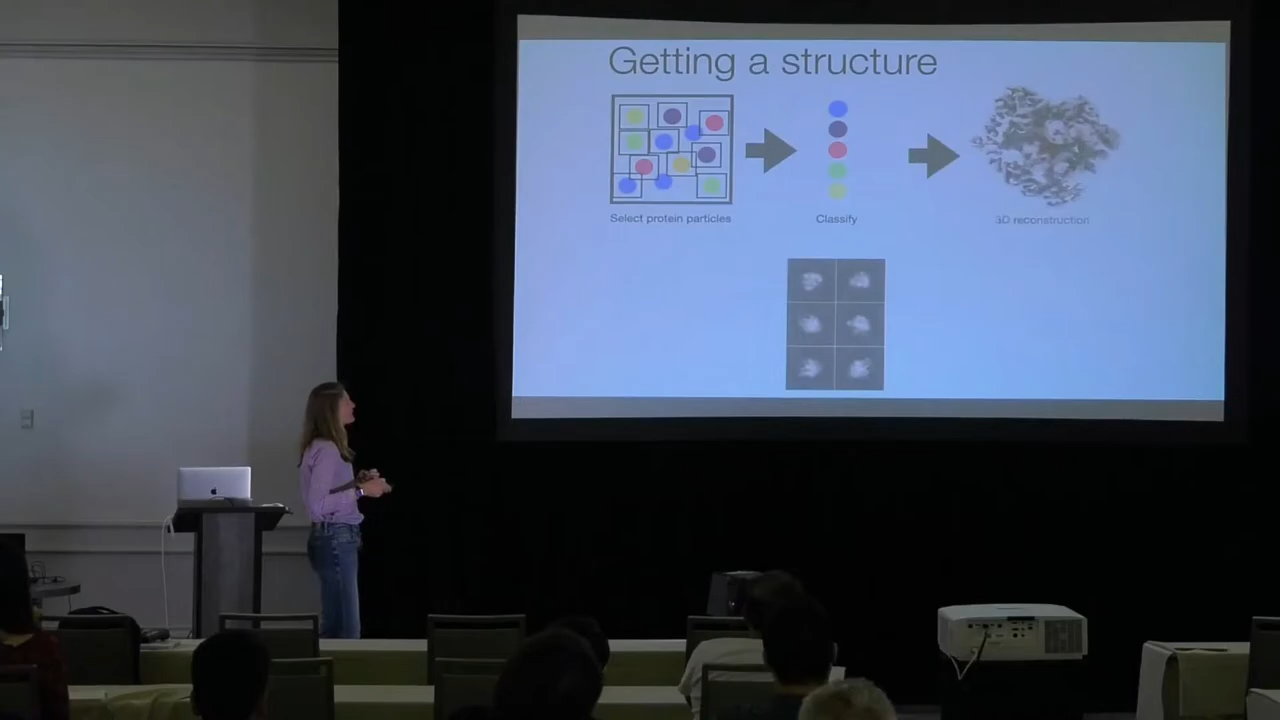 Getting a structure
Select protein particles
Classify
3D reconstruction